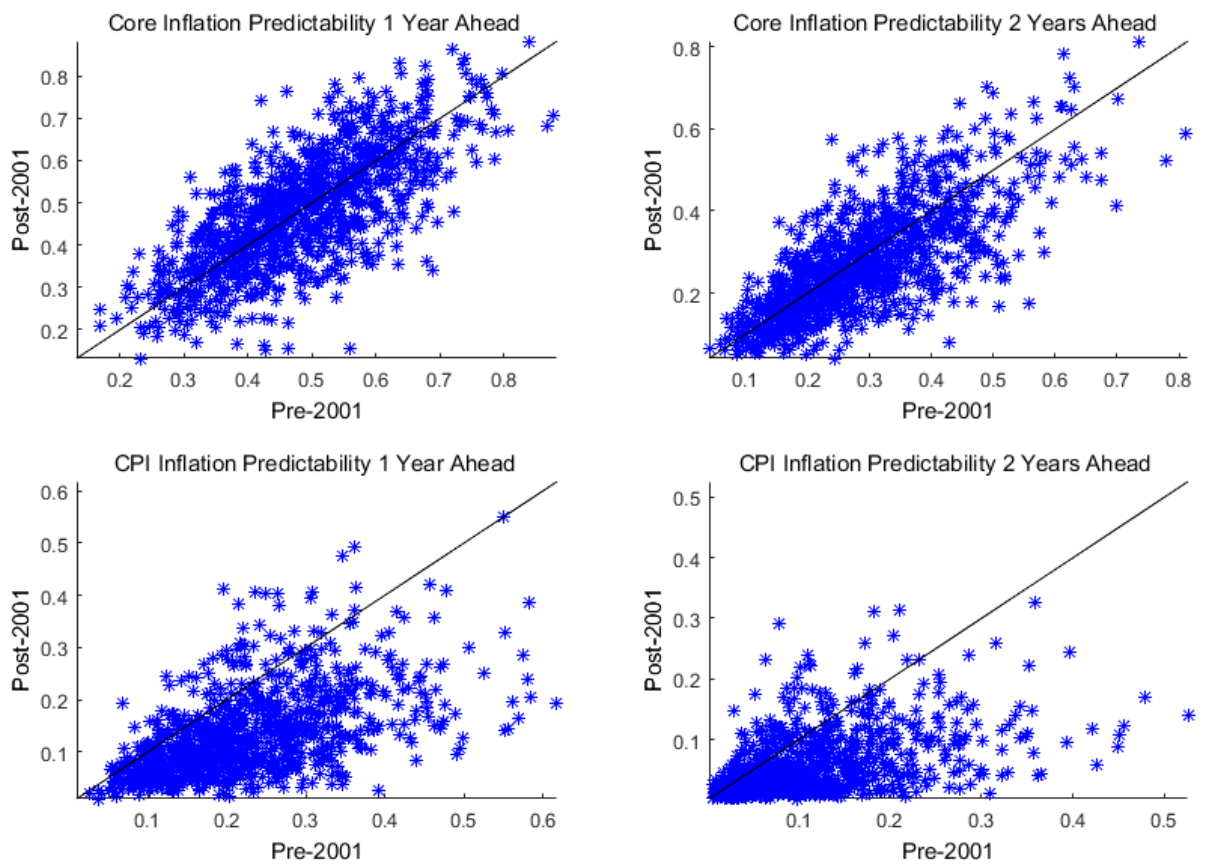 Core Inflation Predictability 1 Year Ahead
Post-2001
0.8
0.7
0.6
0.5
0.4
0.3
0.2
0.2 0.3 0.4 0.5 0.6 0.7 0.8
Pre-2001
Core Inflation Predictability 2 Years Ahead
Post-2001
0.8
0.6
0.4
0.2
0.1 0.2 0.3 0.4 0.5 0.6 0.7 0.8
Pre-2001
CPI Inflation Predictability 1 Year Ahead
Post-2001
0.6
0.5
0.4
0.3
0.2
0.1
0.1 0.2 0.3 0.4 0.5 0.6
Pre-2001
CPI Inflation Predictability 2 Years Ahead
Post-2001
0.5
0.4
0.3
0.2
0.1
0.1 0.2 0.3 0.4 0.5
Pre-2001